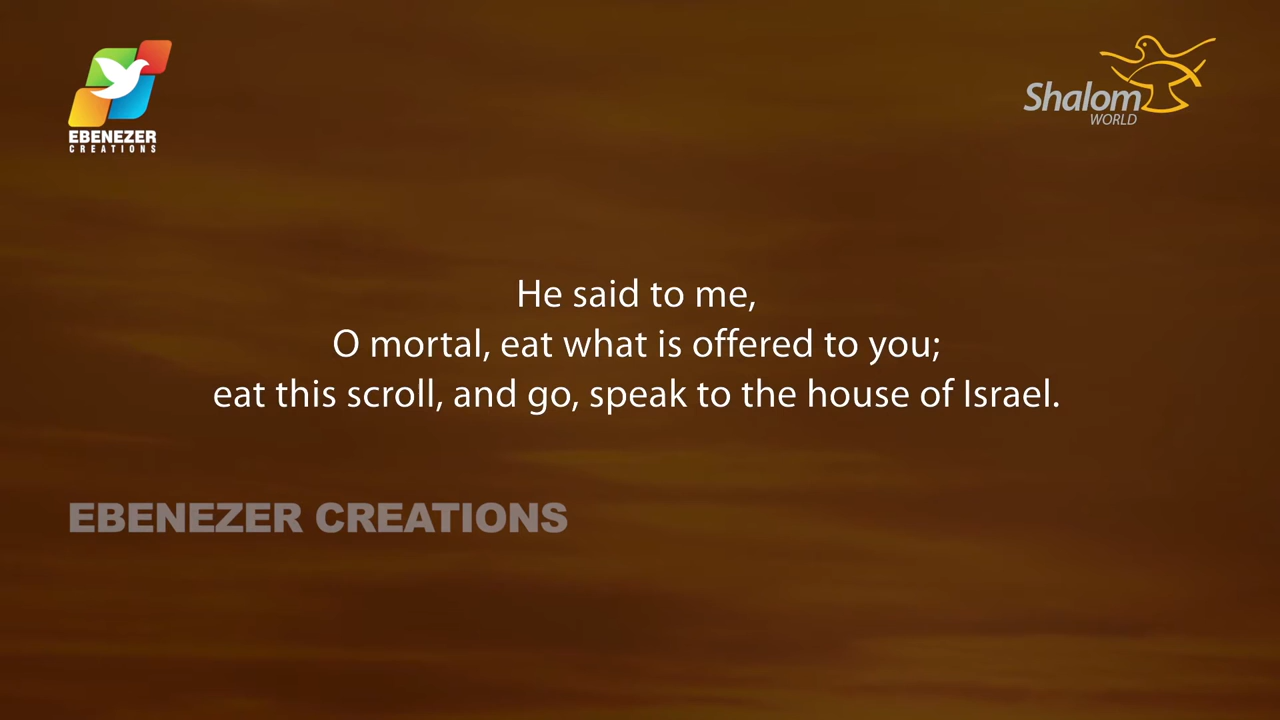 EBENEZER
CREATIONS
Shalom
WORLD
He said to me,
O mortal, eat what is offered to you;
eat this scroll, and go, speak to the house of Israel.
EBENEZER CREATIONS